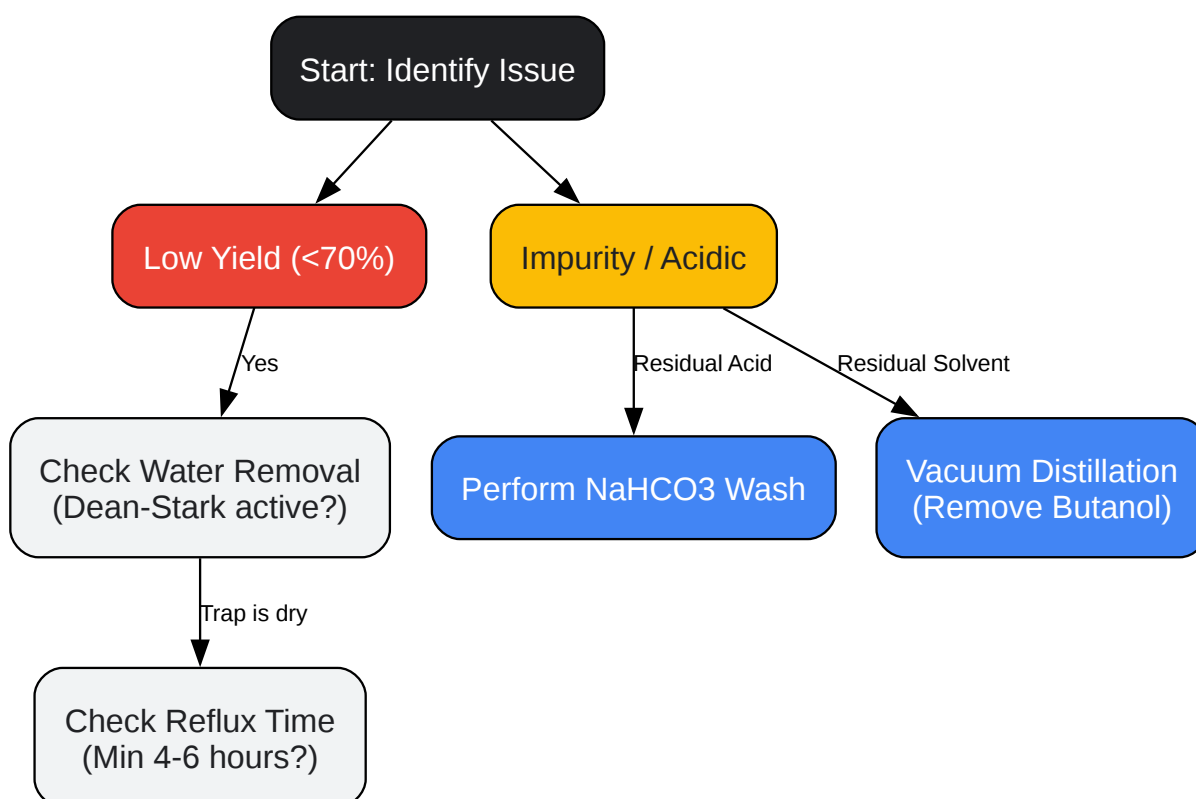 Start: Identify Issue
Low Yield (<70%)
Impurity / Acidic
Yes
Residual Acid
Residual Solvent
Check Water Removal
(Dean-Stark active?)
Perform NaHCO3 Wash
Vacuum Distillation
(Remove Butanol)
Trap is dry
Check Reflux Time
(Min 4-6 hours?)